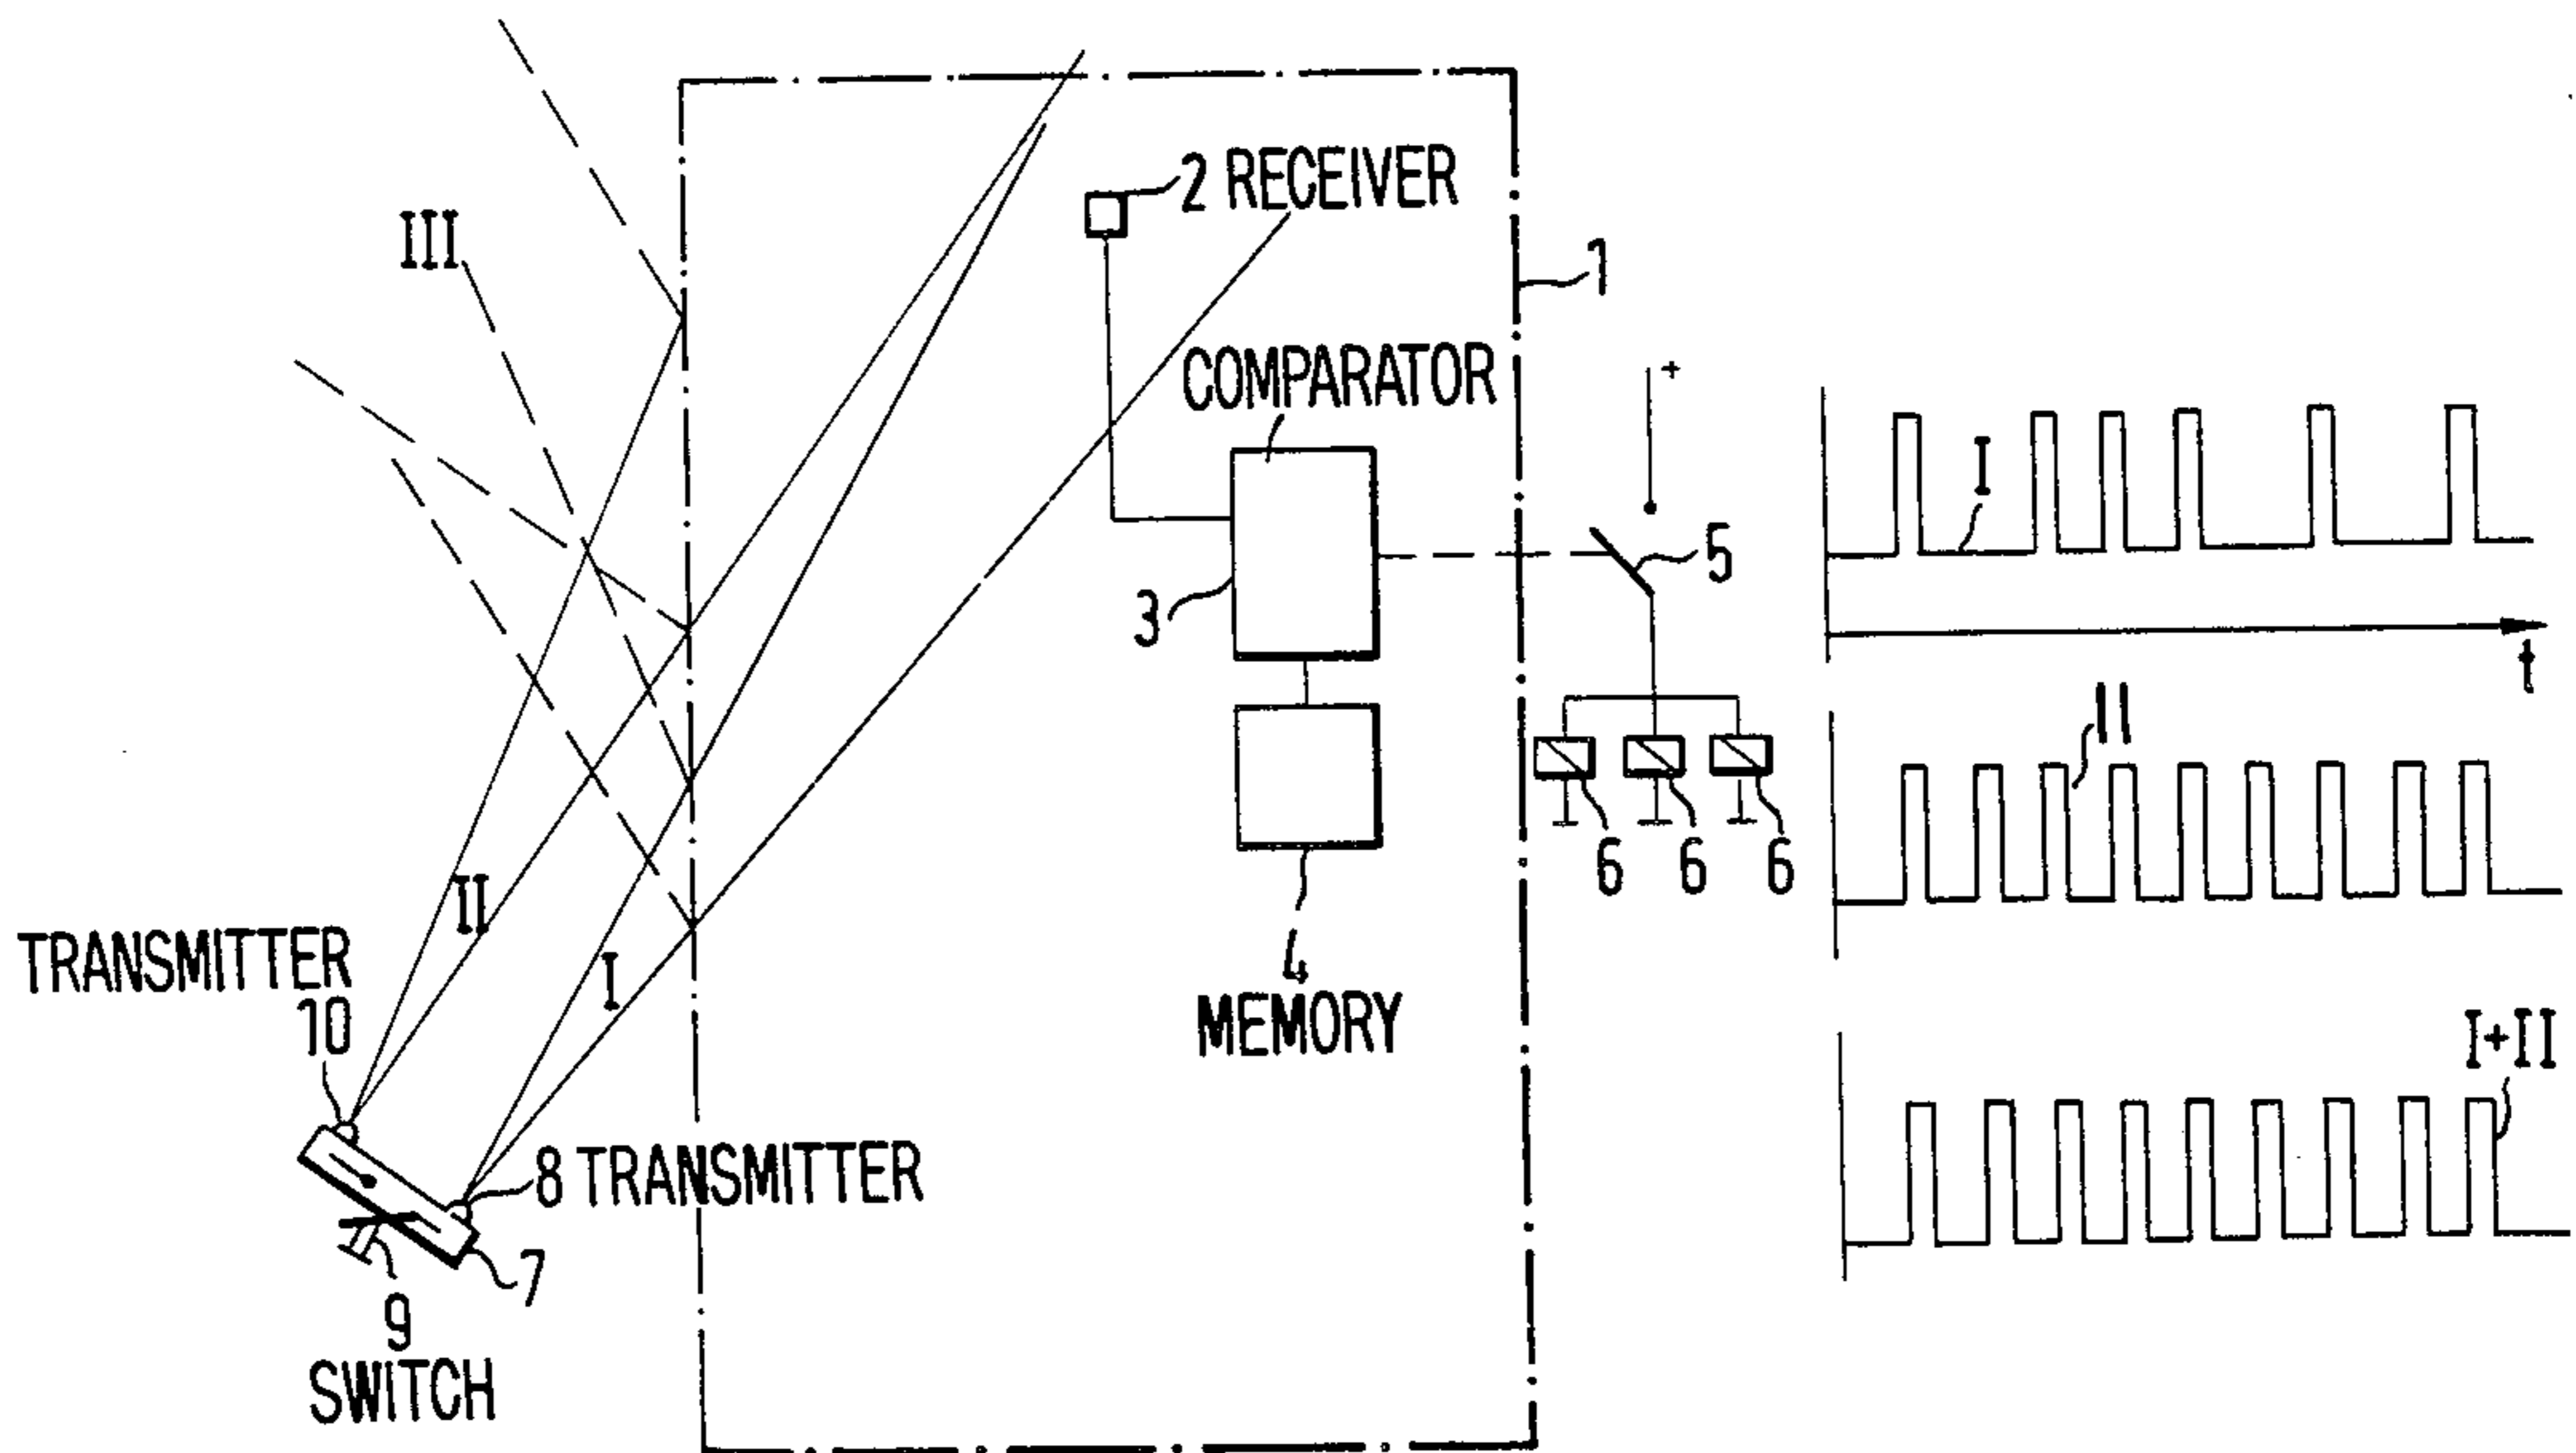 2 RECEIVER
III
1
COMPARATOR
+
I
5
3
t
II
6 6 6
II
I
TRANSMITTER
10
4
MEMORY
I+II
8 TRANSMITTER
7
9
SWITCH